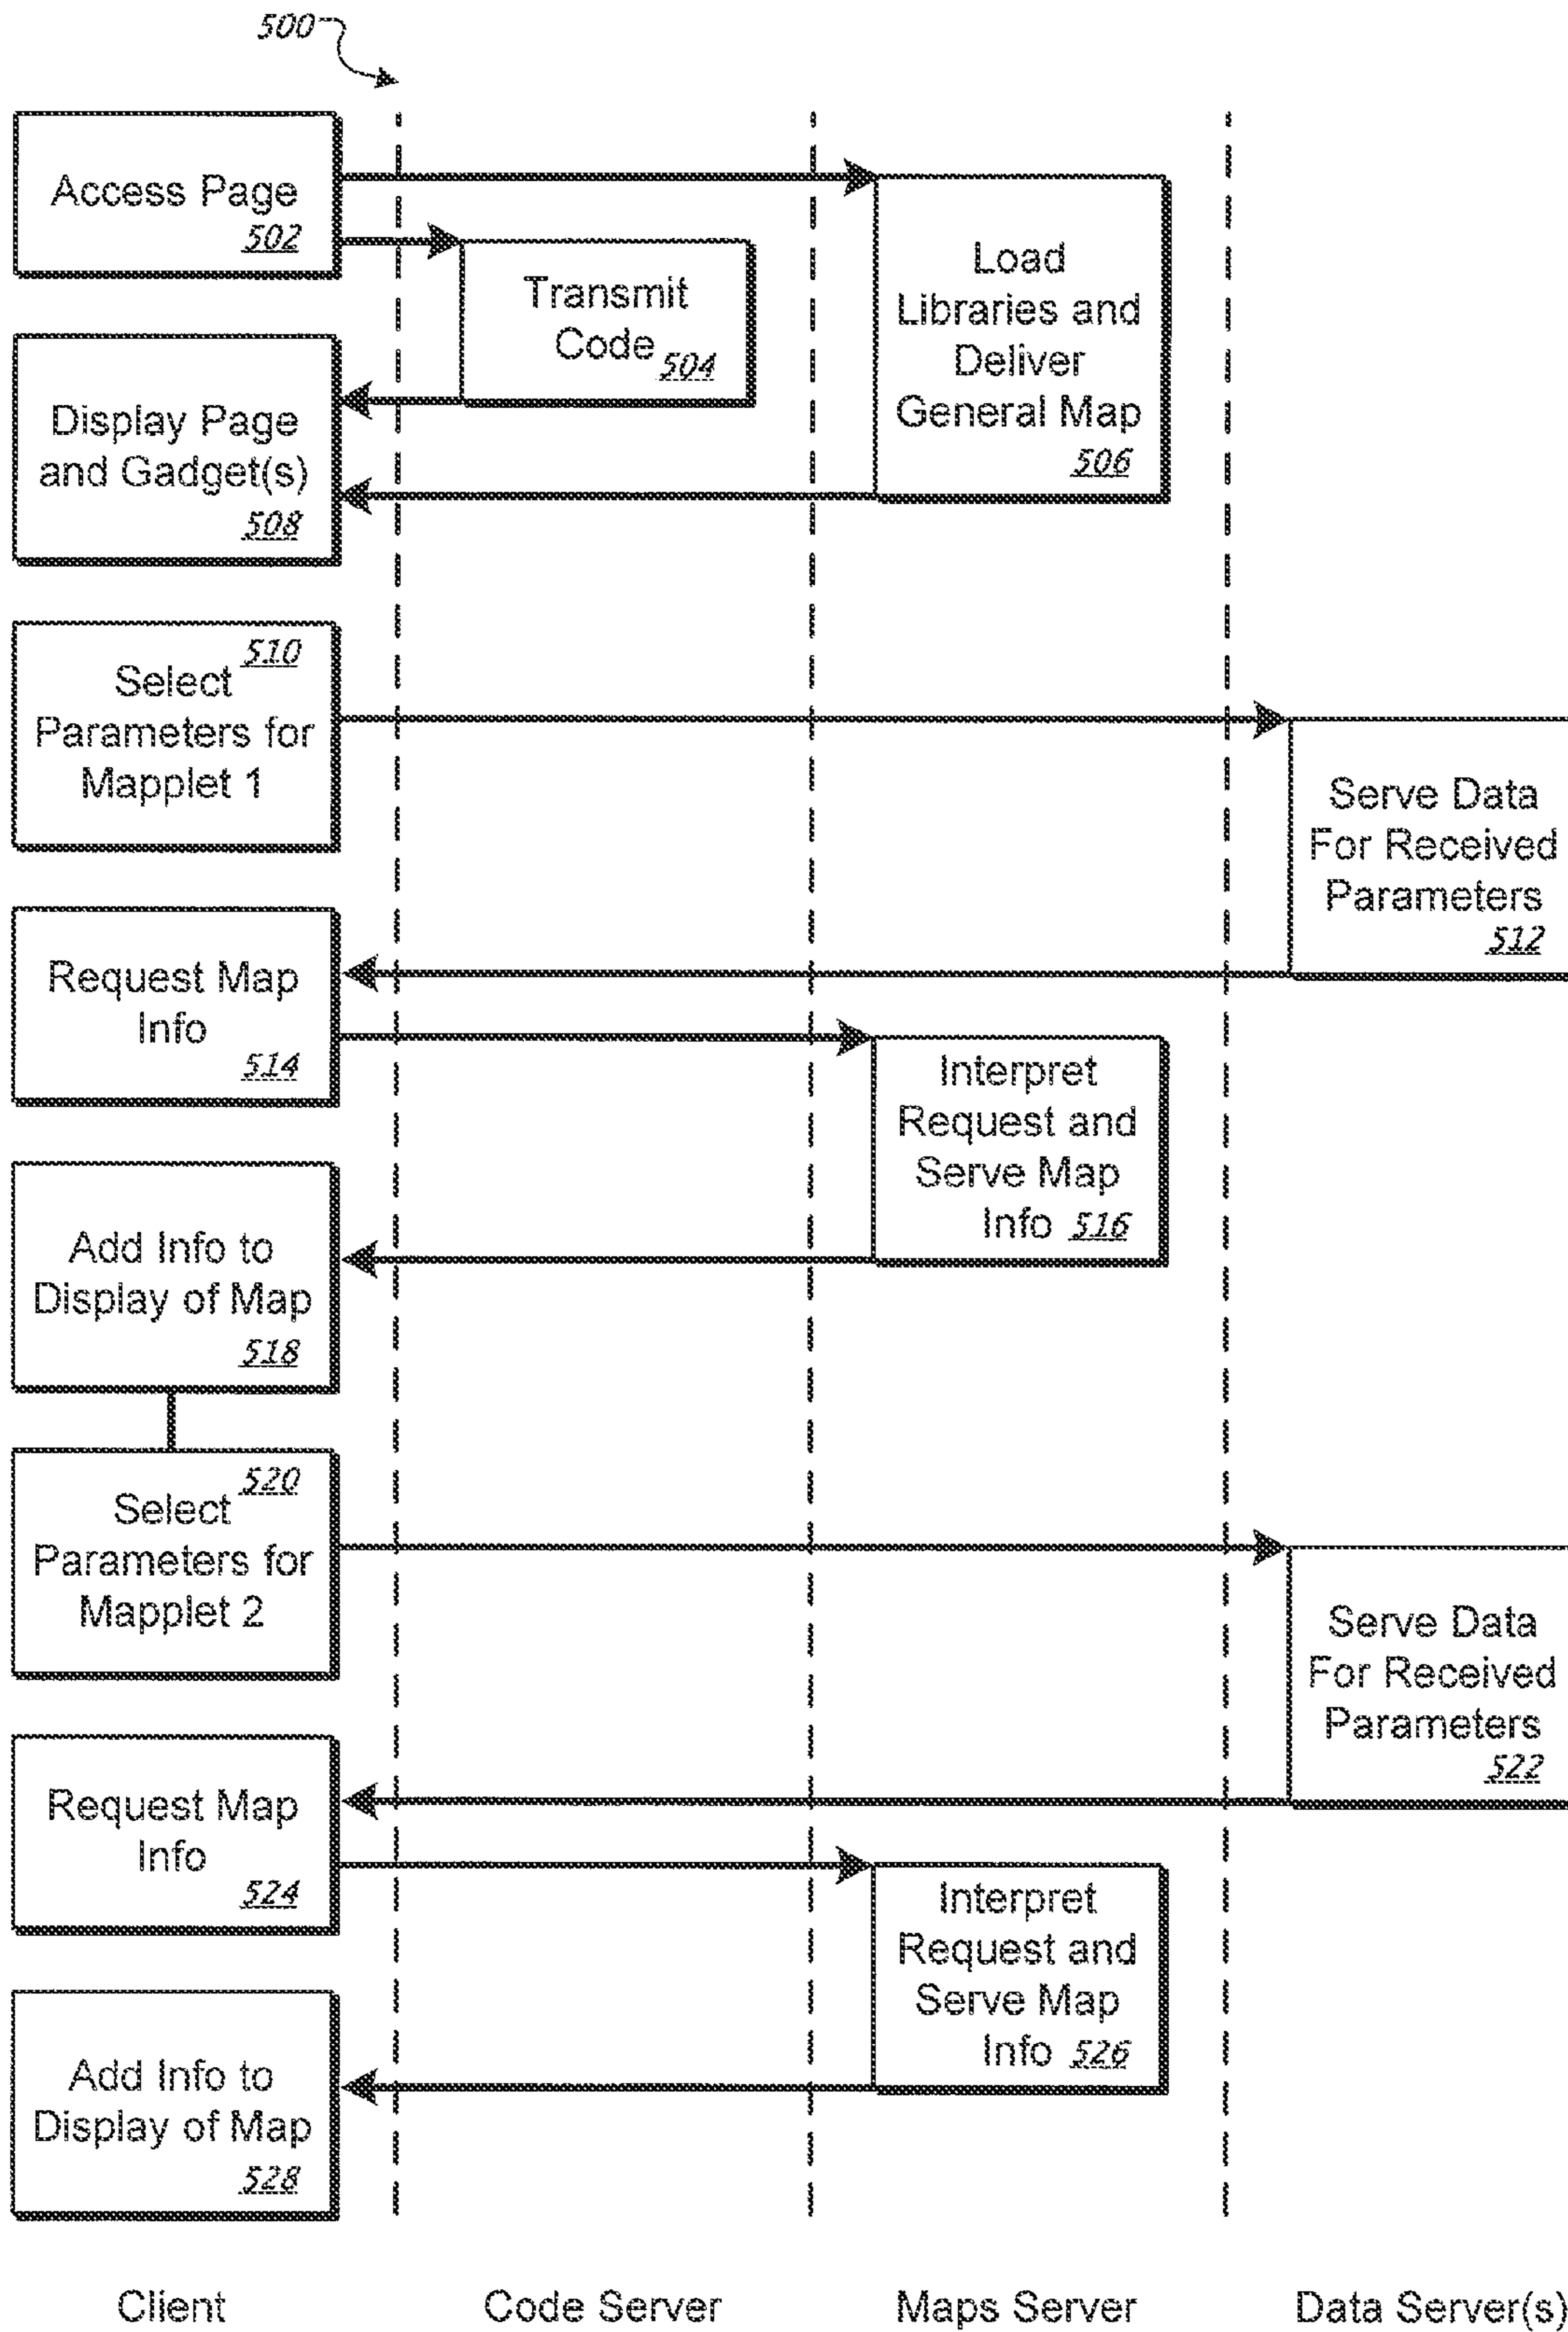 500
Access Page
502
Transmit
Code
504
Load
Libraries and
Deliver
General Map
506
Display Page
and Gadget(s)
508
510
Select
Parameters for
Mapplet 1
Serve Data
For Received
Parameters
512
Request Map
Info
514
Interpret
Request and
Serve Map
Info 516
Add Info to
Display of Map
518
520
Select
Parameters for
Mapplet 2
Serve Data
For Received
Parameters
522
Request Map
Info
524
Interpret
Request and
Serve Map
Info 526
Add Info to
Display of Map
528
Client
Code Server
Maps Server
Data Server(s)